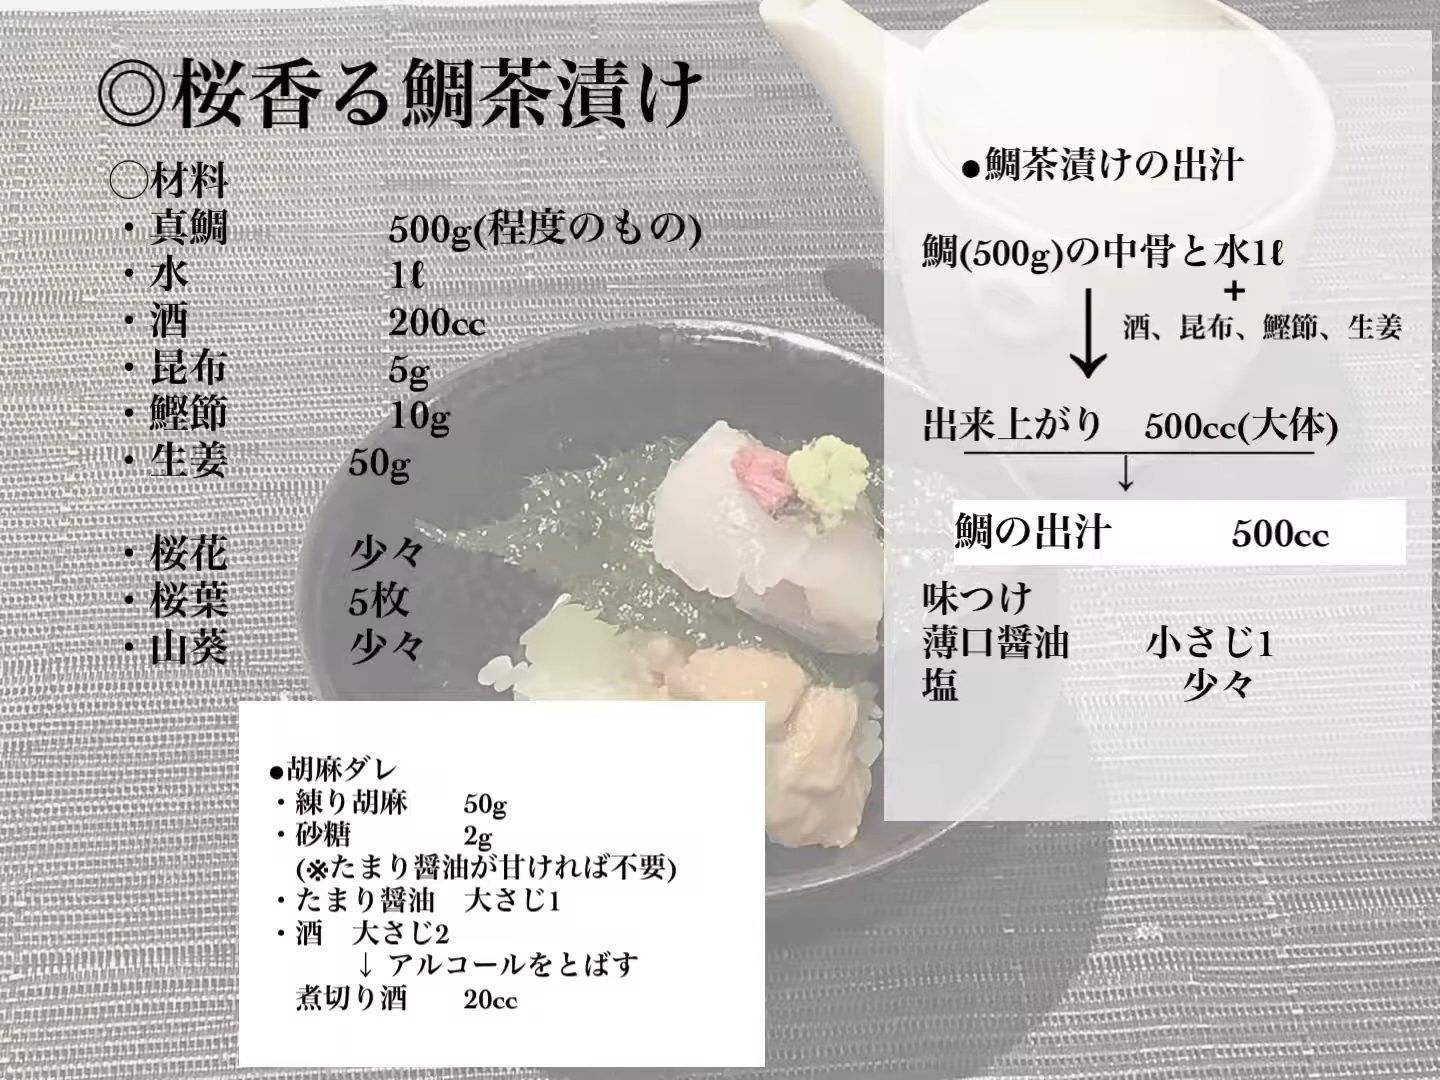 ◎桜香る鯛茶漬け
◯材料
・真鯛 500g(程度のもの)
・水 1ℓ
・酒 200cc
・昆布 5g
・鰹節 10g
・生姜 50g
・桜花 少々
・桜葉 5枚
・山葵 少々
●胡麻ダレ
・練り胡麻 50g
・砂糖 2g
(※たまり醤油が甘ければ不要)
・たまり醤油 大さじ1
・酒 大さじ2
↓ アルコールをとばす
煮切り酒 20cc
●鯛茶漬けの出汁
鯛(500g)の中骨と水1ℓ
+
↓ 酒、昆布、鰹節、生姜
出来上がり 500cc(大体)
↓
鯛の出汁 500cc
味つけ
薄口醤油 小さじ1
塩 少々